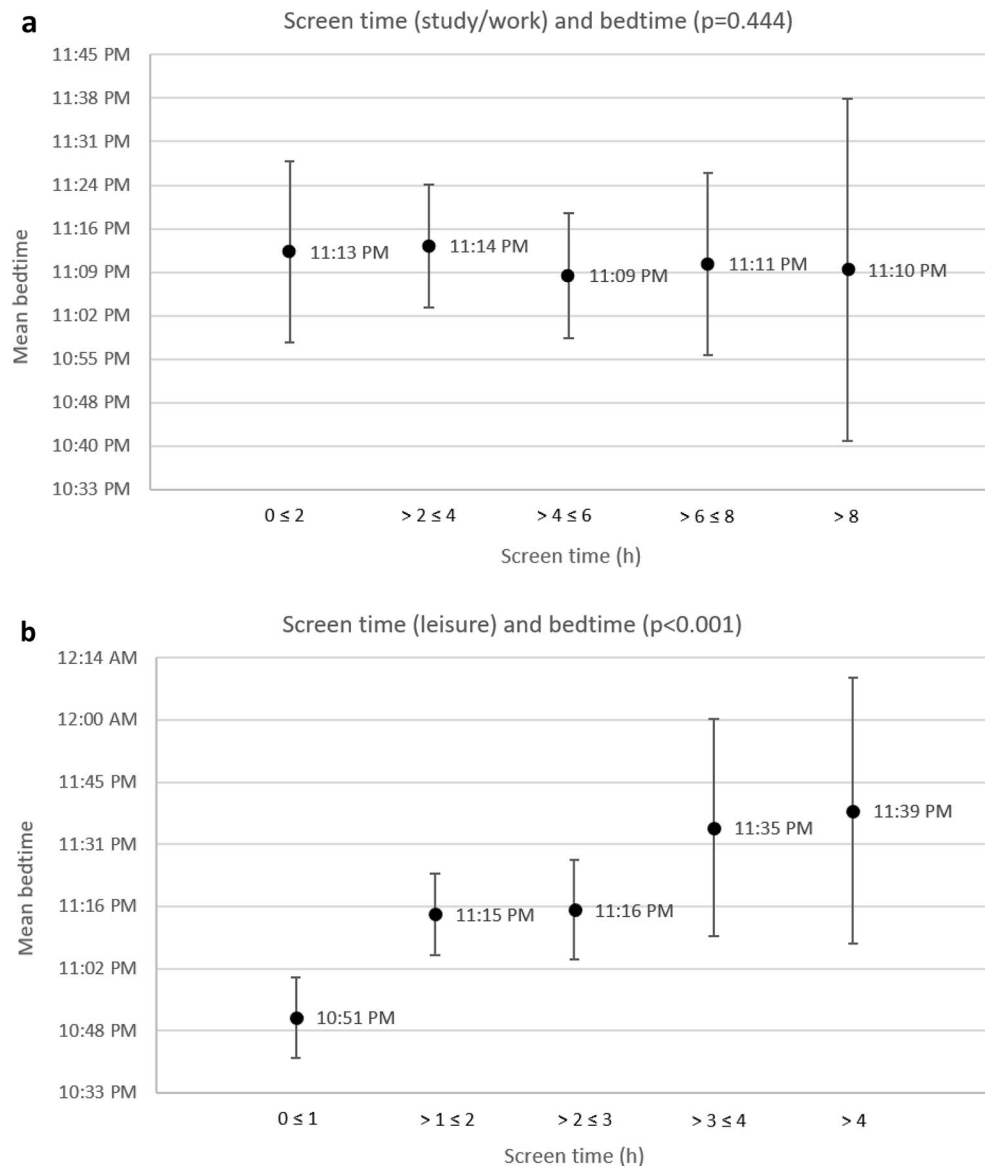 a
Screen time (study/work) and bedtime (p=0.444)
11:45 PM
11:38 PM
11:31 PM
11:24 PM
11:16 PM
11:09 PM
11:02 PM
10:55 PM
10:48 PM
10:40 PM
10:33 PM
Mean bedtime
11:13 PM
11:14 PM
11:09 PM
11:11 PM
11:10 PM
0 ≤ 2
> 2 ≤ 4
> 4 ≤ 6
> 6 ≤ 8
> 8
Screen time (h)
b
Screen time (leisure) and bedtime (p<0.001)
12:14 AM
12:00 AM
11:45 PM
11:31 PM
11:16 PM
11:02 PM
10:48 PM
10:33 PM
Mean bedtime
10:51 PM
11:15 PM
11:16 PM
11:35 PM
11:39 PM
0 ≤ 1
> 1 ≤ 2
> 2 ≤ 3
> 3 ≤ 4
> 4
Screen time (h)